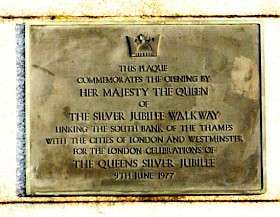 THIS PLAQUE
COMMEMORATES THE OPENING BY
HER MAJESTY THE QUEEN
OF
THE SILVER JUBILEE WALKWAY
LINKING THE SOUTH BANK OF THE THAMES
WITH THE CITIES OF LONDON AND WESTMINSTER
FOR THE LONDON CELEBRATIONS OF
THE QUEENS SILVER JUBILEE
9TH JUNE 1977